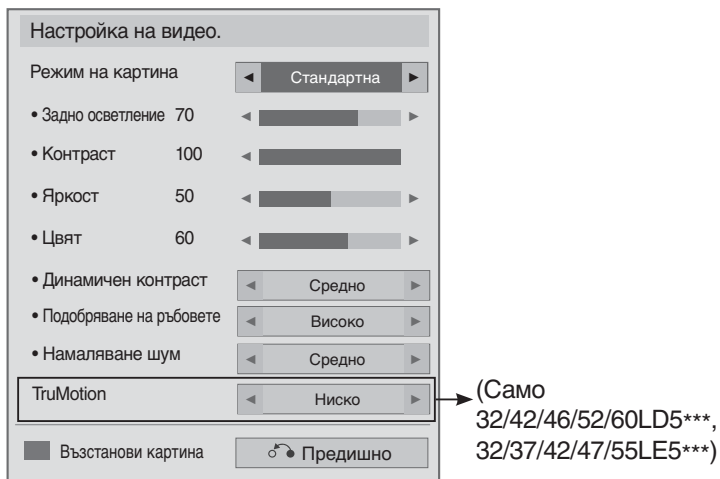 Настройка на видео.
Режим на картина ◄ Стандартна ►
• Задно осветление 70 ◄ ►
• Контраст 100 ◄
• Яркост 50 ◄ ►
• Цвят 60 ◄ ►
• Динамичен контраст ◄ Средно ►
• Подобряване на ръбовете ◄ Високо ►
• Намаляване шум ◄ Средно ►
TruMotion ◄ Ниско ►
(Само
32/42/46/52/60LD5***,
32/37/42/47/55LE5***)
Възстанови картина Предишно